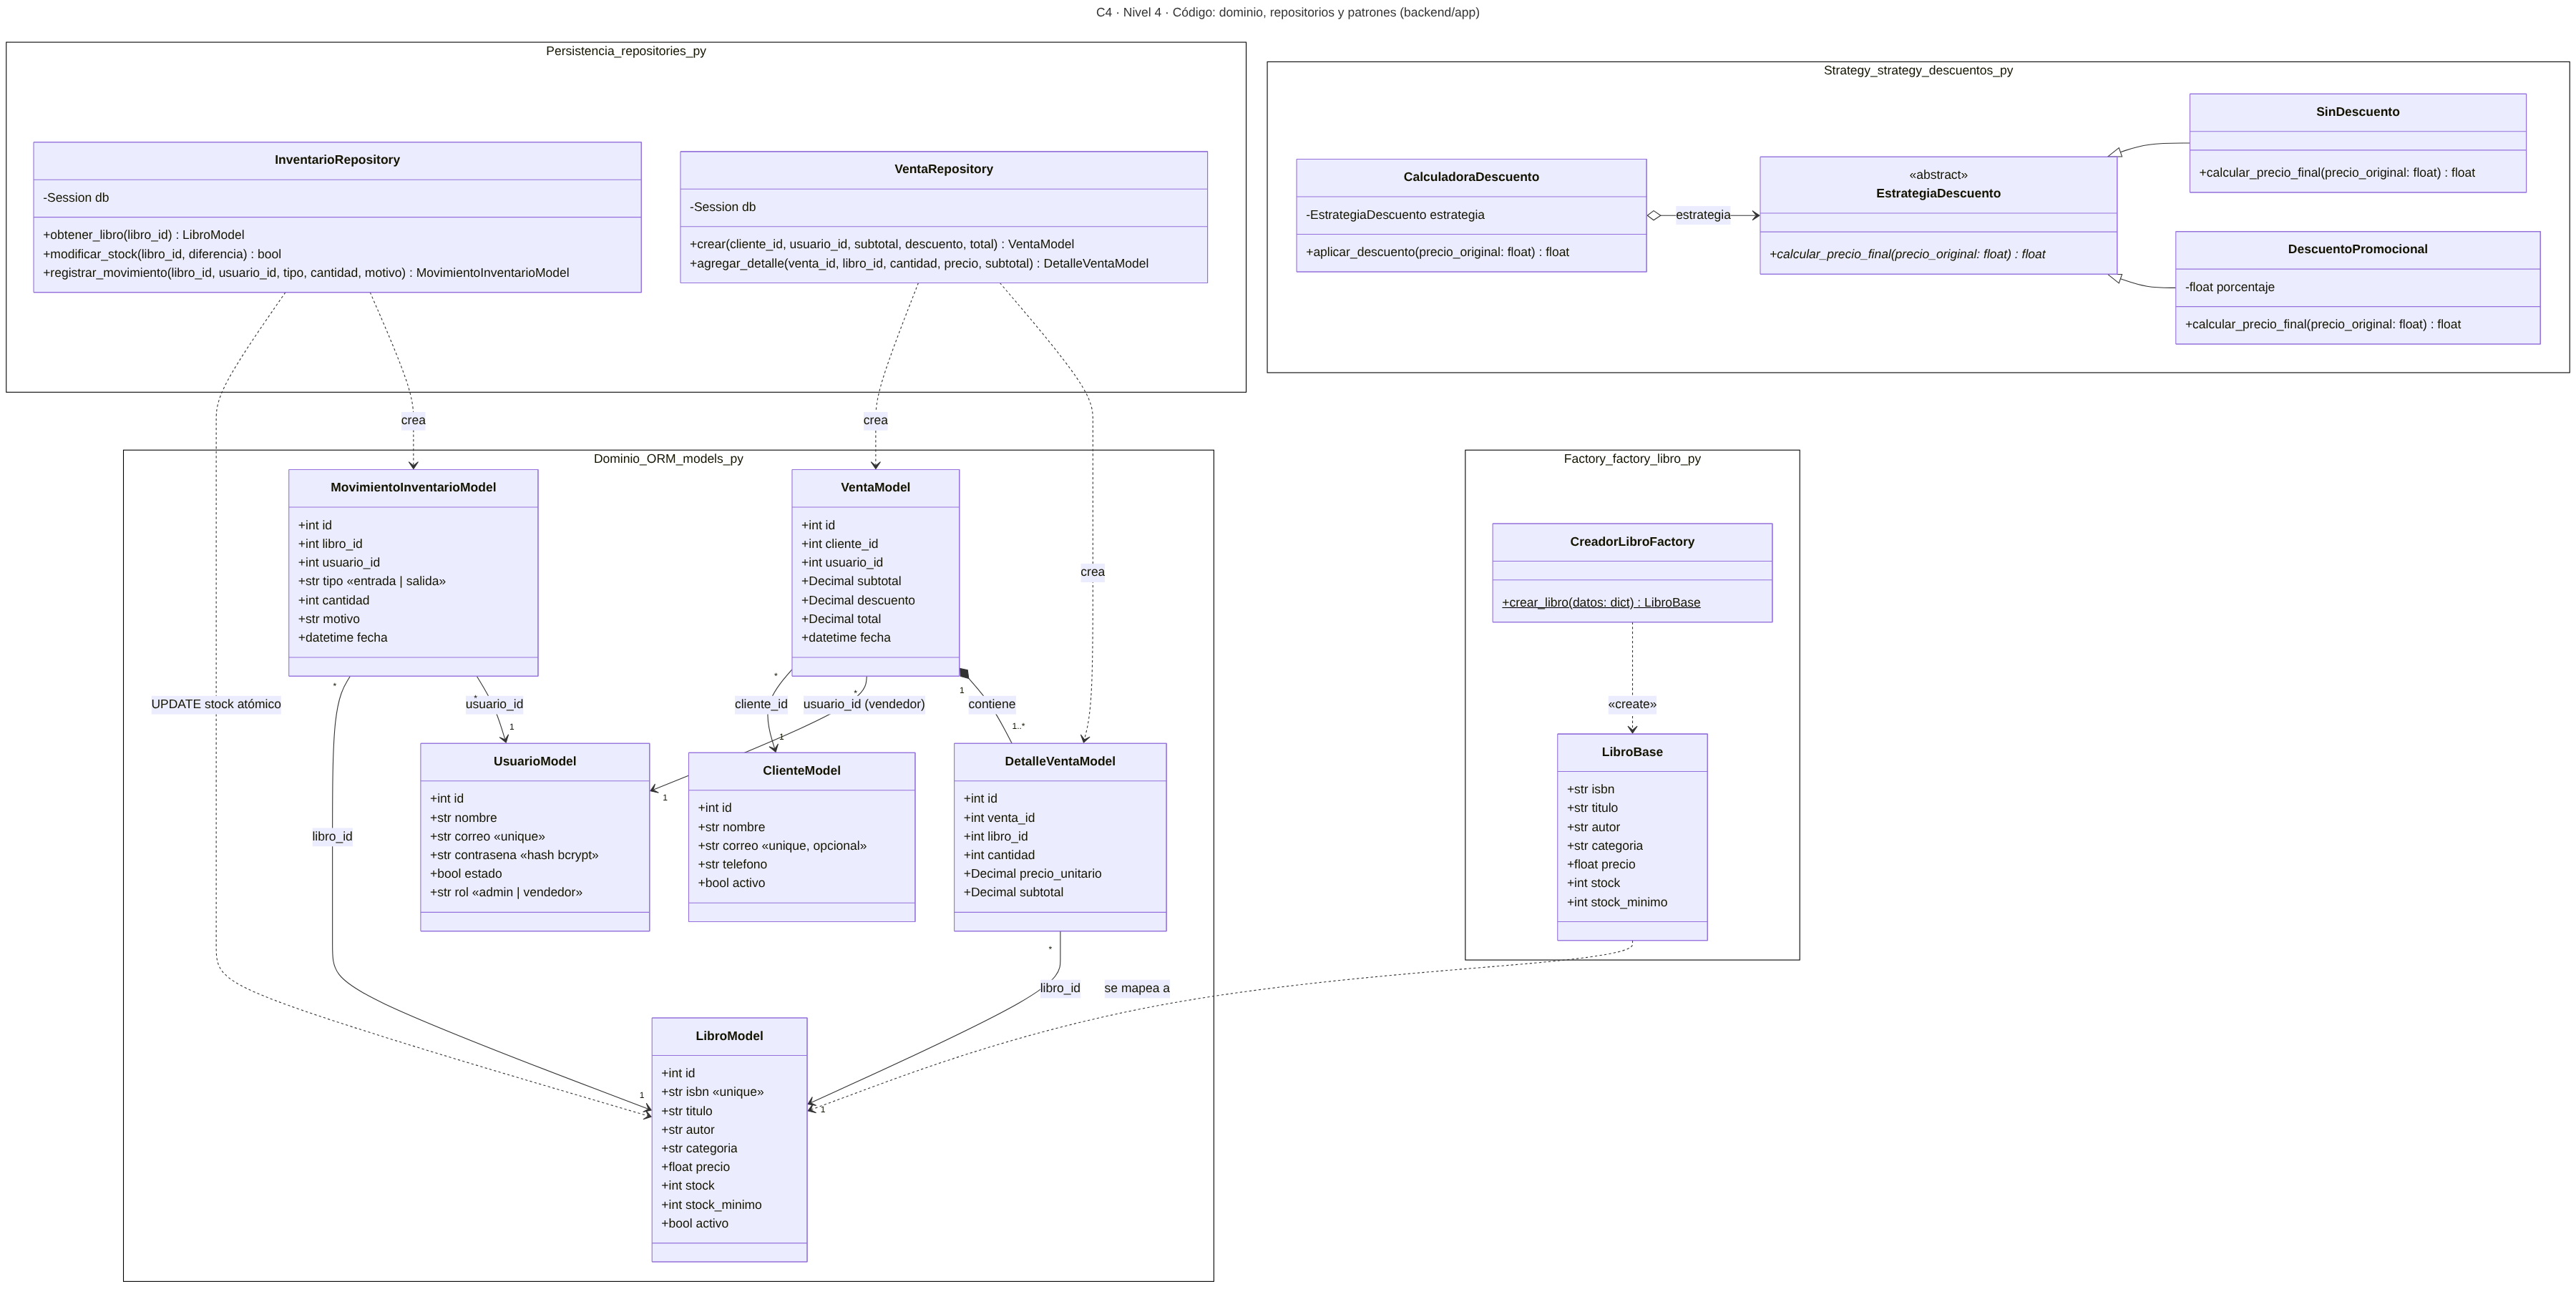 C4 · Nivel 4 · Código: dominio, repositorios y patrones (backend/app)
Persistencia_repositories_py
InventarioRepository
-Session db
+obtener_libro(libro_id) : LibroModel
+modificar_stock(libro_id, diferencia) : bool
+registrar_movimiento(libro_id, usuario_id, tipo, cantidad, motivo) : MovimientoInventarioModel
VentaRepository
-Session db
+crear(cliente_id, usuario_id, subtotal, descuento, total) : VentaModel
+agregar_detalle(venta_id, libro_id, cantidad, precio, subtotal) : DetalleVentaModel
Strategy_strategy_descuentos_py
CalculadoraDescuento
-EstrategiaDescuento estrategia
+aplicar_descuento(precio_original: float) : float
estrategia
«abstract»
EstrategiaDescuento
+calcular_precio_final(precio_original: float) : float
SinDescuento
+calcular_precio_final(precio_original: float) : float
DescuentoPromocional
-float porcentaje
+calcular_precio_final(precio_original: float) : float
crea
crea
crea
UPDATE stock atómico
Dominio_ORM_models_py
MovimientoInventarioModel
+int id
+int libro_id
+int usuario_id
+str tipo «entrada | salida»
+int cantidad
+str motivo
+datetime fecha
VentaModel
+int id
+int cliente_id
+int usuario_id
+Decimal subtotal
+Decimal descuento
+Decimal total
+datetime fecha
*
libro_id
1
*
usuario_id
1
*
cliente_id
1
*
usuario_id (vendedor)
1
1
contiene
1..*
UsuarioModel
+int id
+str nombre
+str correo «unique»
+str contrasena «hash bcrypt»
+bool estado
+str rol «admin | vendedor»
ClienteModel
+int id
+str nombre
+str correo «unique, opcional»
+str telefono
+bool activo
DetalleVentaModel
+int id
+int venta_id
+int libro_id
+int cantidad
+Decimal precio_unitario
+Decimal subtotal
*
libro_id
1
LibroModel
+int id
+str isbn «unique»
+str titulo
+str autor
+str categoria
+float precio
+int stock
+int stock_minimo
+bool activo
Factory_factory_libro_py
CreadorLibroFactory
+crear_libro(datos: dict) : LibroBase
«create»
LibroBase
+str isbn
+str titulo
+str autor
+str categoria
+float precio
+int stock
+int stock_minimo
se mapea a